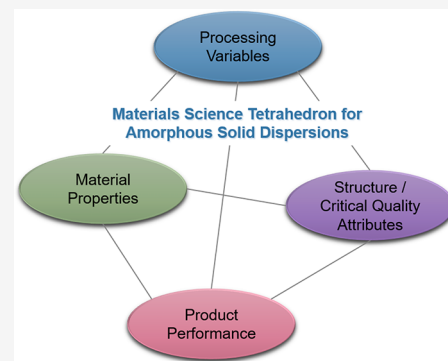 Processing
Variables
Materials Science Tetrahedron for
Amorphous Solid Dispersions
Material
Properties
Structure /
Critical Quality
Attributes
Product
Performance